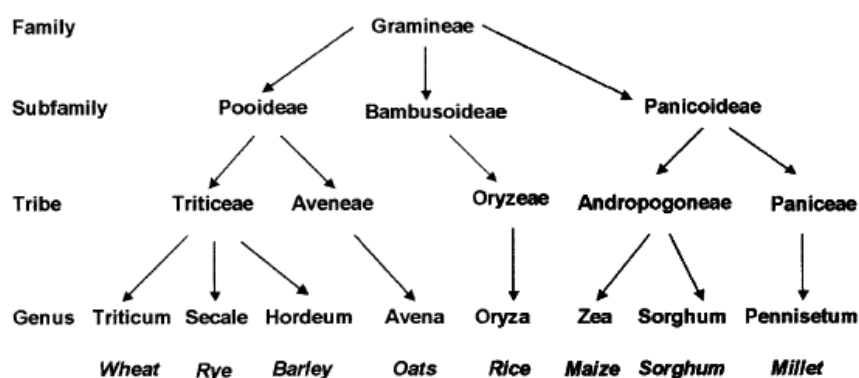 Family Gramineae
Subfamily Pooideae Bambusoideae Panicoideae
Tribe Triticeae Aveneae Oryzeae Andropogoneae Paniceae
Genus Triticum Secale Hordeum Avena Oryza Zea Sorghum Pennisetum
Wheat Rye Barley Oats Rice Maize Sorghum Millet